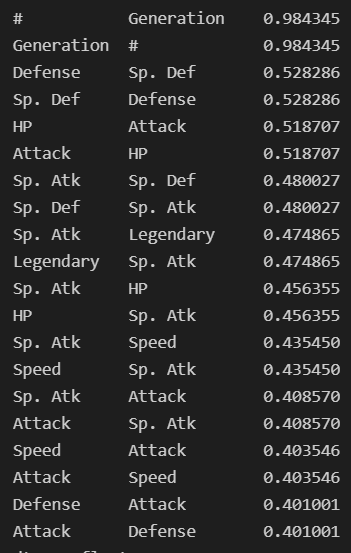 # Generation 0.984345
Generation # 0.984345
Defense Sp. Def 0.528286
Sp. Def Defense 0.528286
HP Attack 0.518707
Attack HP 0.518707
Sp. Atk Sp. Def 0.480027
Sp. Def Sp. Atk 0.480027
Sp. Atk Legendary 0.474865
Legendary Sp. Atk 0.474865
Sp. Atk HP 0.456355
HP Sp. Atk 0.456355
Sp. Atk Speed 0.435450
Speed Sp. Atk 0.435450
Sp. Atk Attack 0.408570
Attack Sp. Atk 0.408570
Speed Attack 0.403546
Attack Speed 0.403546
Defense Attack 0.401001
Attack Defense 0.401001